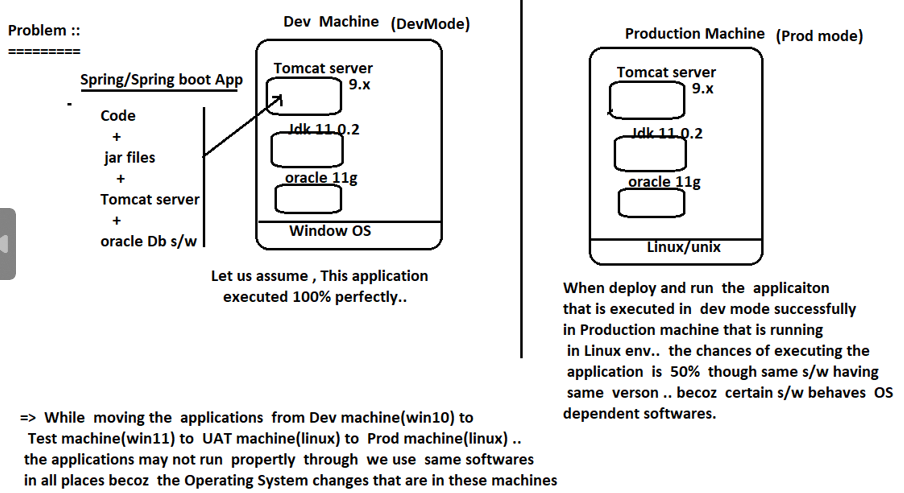 Problem ::
=========
Spring/Spring boot App
-
Code
+
jar files
+
Tomcat server
+
oracle Db s/w
Dev Machine (DevMode)
Tomcat server
9.x
Jdk 11.0.2
oracle 11g
Window OS
Let us assume , This application
executed 100% perfectly..
Production Machine (Prod mode)
Tomcat server
9.x
Jdk 11.0.2
oracle 11g
Linux/unix
When deploy and run the applicaiton
that is executed in dev mode successfully
in Production machine that is running
in Linux env.. the chances of executing the
application is 50% though same s/w having
same verson .. becoz certain s/w behaves OS
dependent softwares.
=> While moving the applications from Dev machine(win10) to
Test machine(win11) to UAT machine(linux) to Prod machine(linux) ..
the applications may not run propertly through we use same softwares
in all places becoz the Operating System changes that are in these machines